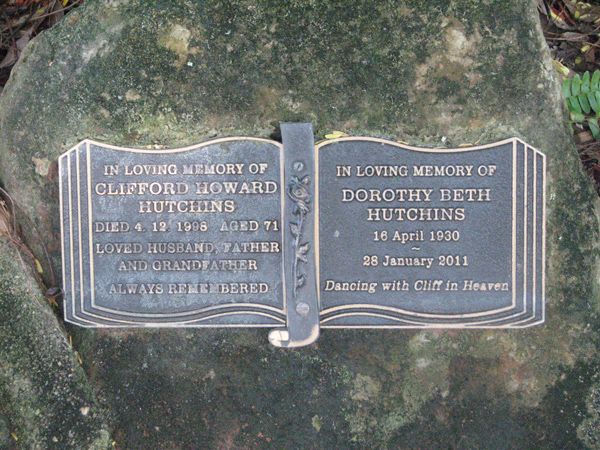 IN LOVING MEMORY OF
CLIFFORD HOWARD
HUTCHINS
DIED 4. 12. 1998 AGED 71
LOVED HUSBAND, FATHER
AND GRANDFATHER
ALWAYS REMEMBERED
IN LOVING MEMORY OF
DOROTHY BETH
HUTCHINS
16 April 1930
~
28 January 2011
Dancing with Cliff in Heaven